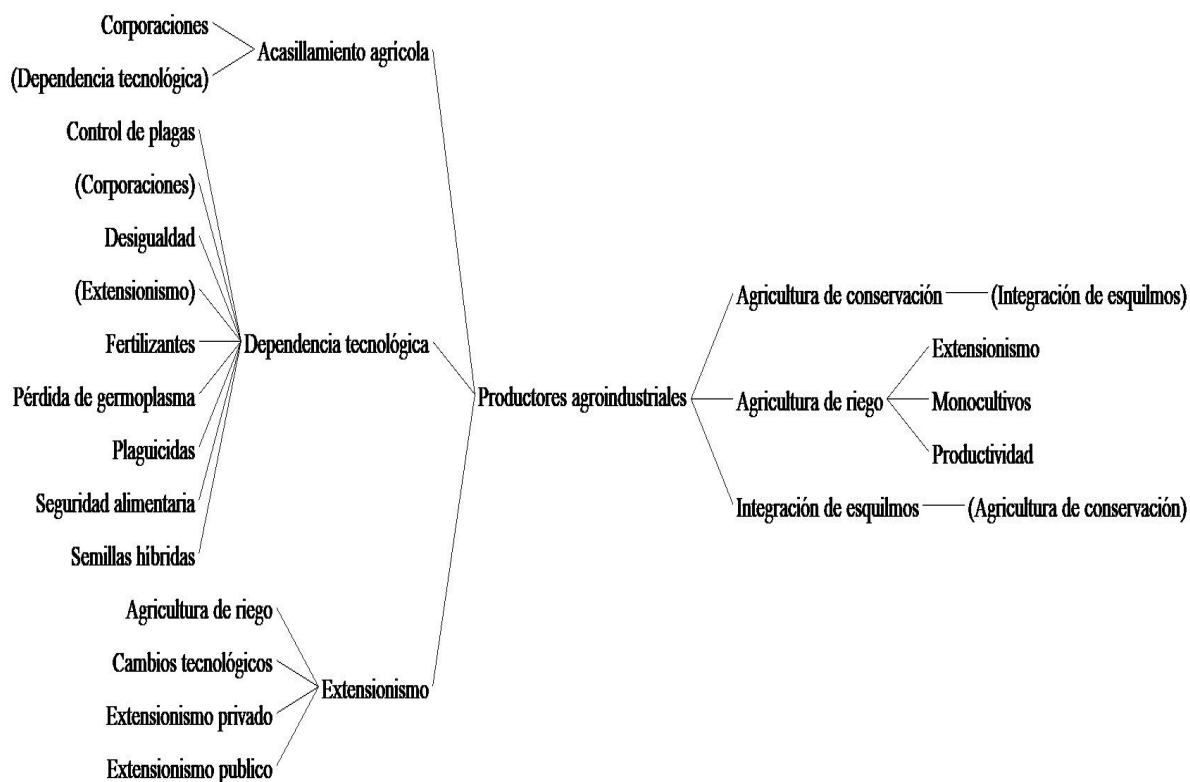 Corporaciones
(Dependencia tecnológica)
Acasillamiento agrícola
Control de plagas
(Corporaciones)
Desigualdad
(Extensionismo)
Fertilizantes
Pérdida de germoplasma
Plaguicidas
Seguridad alimentaria
Semillas híbridas
Dependencia tecnológica
Agricultura de riego
Cambios tecnológicos
Extensionismo privado
Extensionismo publico
Extensionismo
Productores agroindustriales
Agricultura de conservación
(Integración de esquilmos)
Agricultura de riego
Extensionismo
Monocultivos
Productividad
Integración de esquilmos
(Agricultura de conservación)